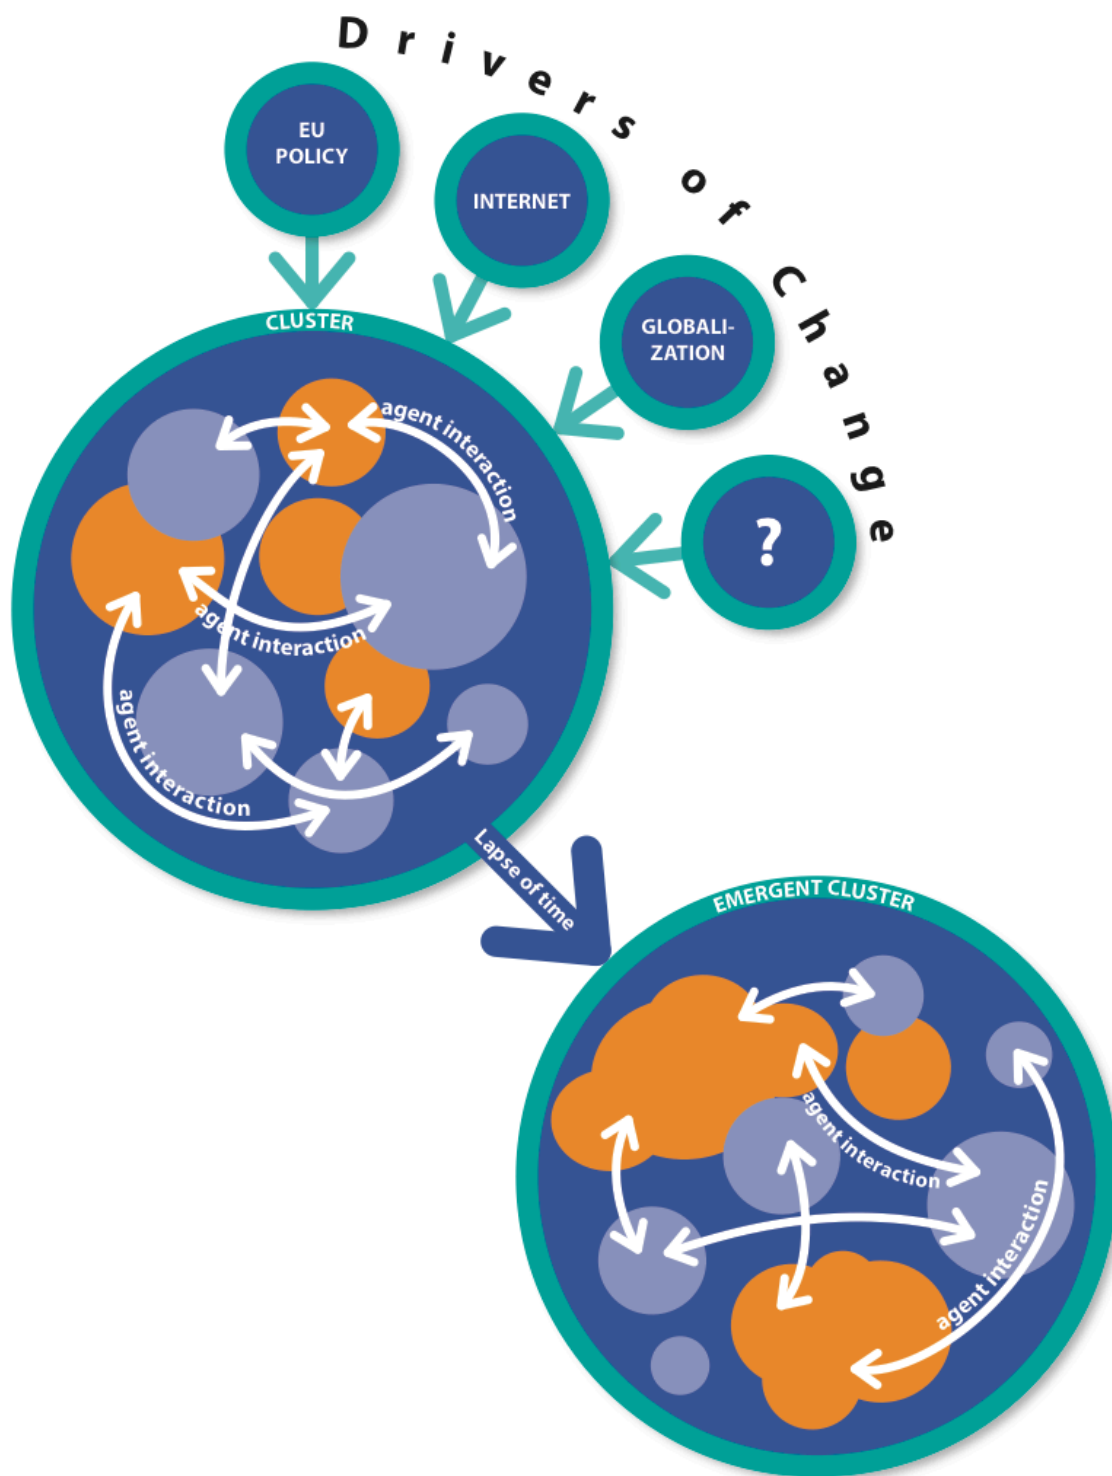 Drivers of Change
EU
POLICY
INTERNET
GLOBALI-
ZATION
?
CLUSTER
agent interaction
agent interaction
agent interaction
Lapse of time
EMERGENT CLUSTER
agent interaction
agent interaction